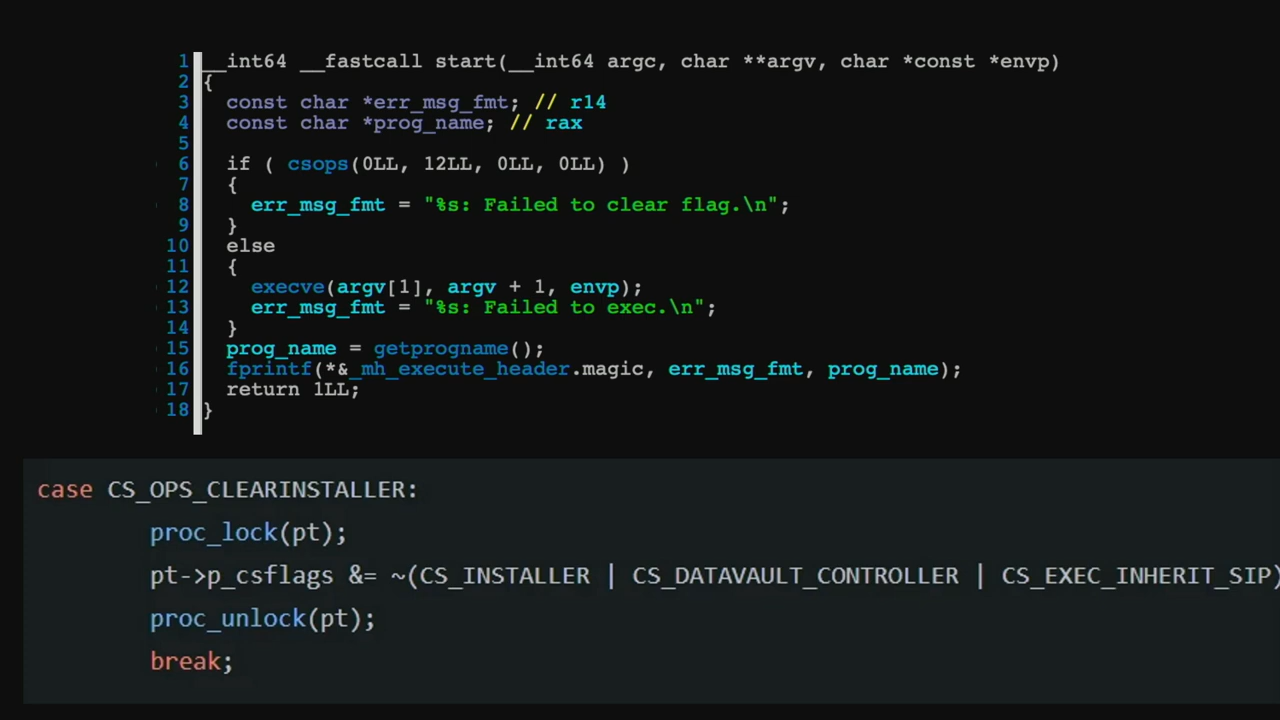 1 __int64 __fastcall start(__int64 argc, char **argv, char *const *envp)
2 {
3 const char *err_msg_fmt; // r14
4 const char *prog_name; // rax
5
6 if ( csops(0LL, 12LL, 0LL, 0LL) )
7 {
8 err_msg_fmt = "%s: Failed to clear flag.\n";
9 }
10 else
11 {
12 execve(argv[1], argv + 1, envp);
13 err_msg_fmt = "%s: Failed to exec.\n";
14 }
15 prog_name = getprogname();
16 fprintf(*&_mh_execute_header.magic, err_msg_fmt, prog_name);
17 return 1LL;
18 }
case CS_OPS_CLEARINSTALLER:
proc_lock(pt);
pt->p_csflags &= ~(CS_INSTALLER | CS_DATAVAULT_CONTROLLER | CS_EXEC_INHERIT_SIP)
proc_unlock(pt);
break;